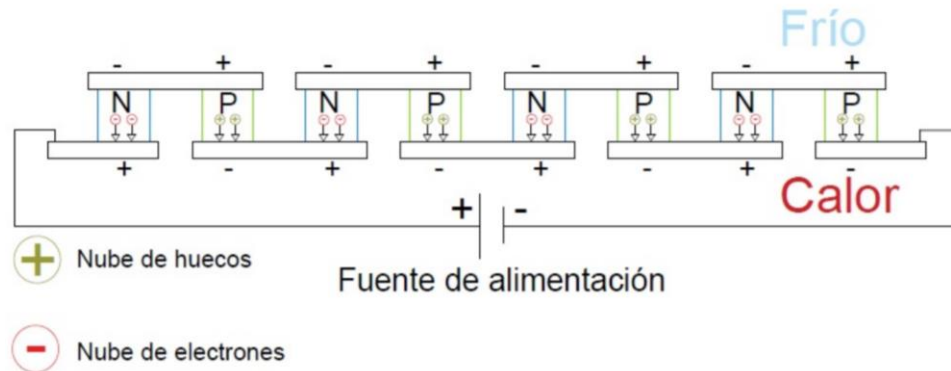 Frío
- + - + - + - +
N P N P N P N P
+ - + - + - + -
Calor
+ -
Fuente de alimentación
+ Nube de huecos
- Nube de electrones